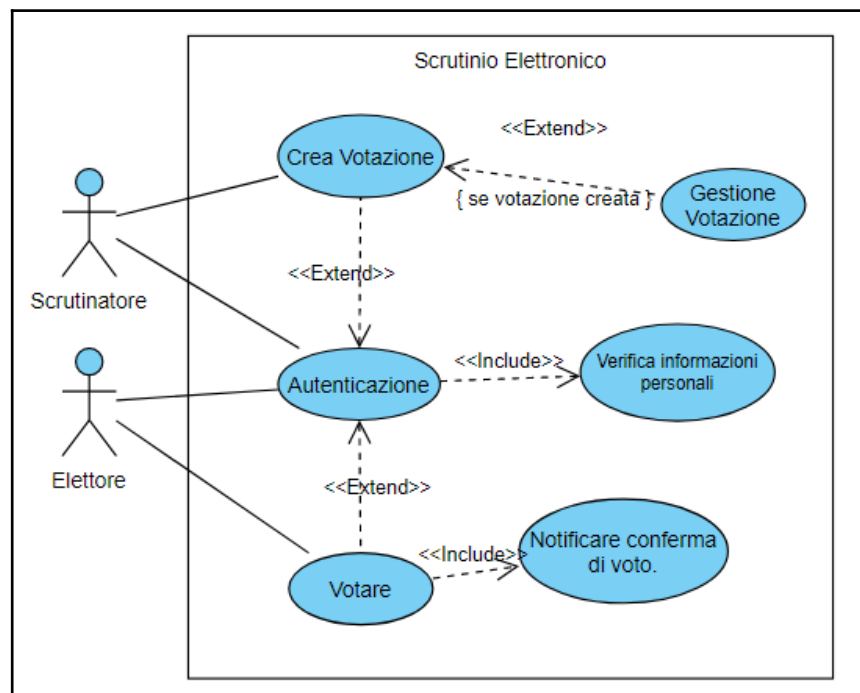 Scrutinio Elettronico
<<Extend>>
Crea Votazione
{ se votazione creata }
Gestione
Votazione
Scrutinatore
<<Extend>>
<<Include>>
Verifica informazioni
personali
Autenticazione
Elettore
<<Extend>>
<<Include>>
Notificare conferma
di voto.
Votare